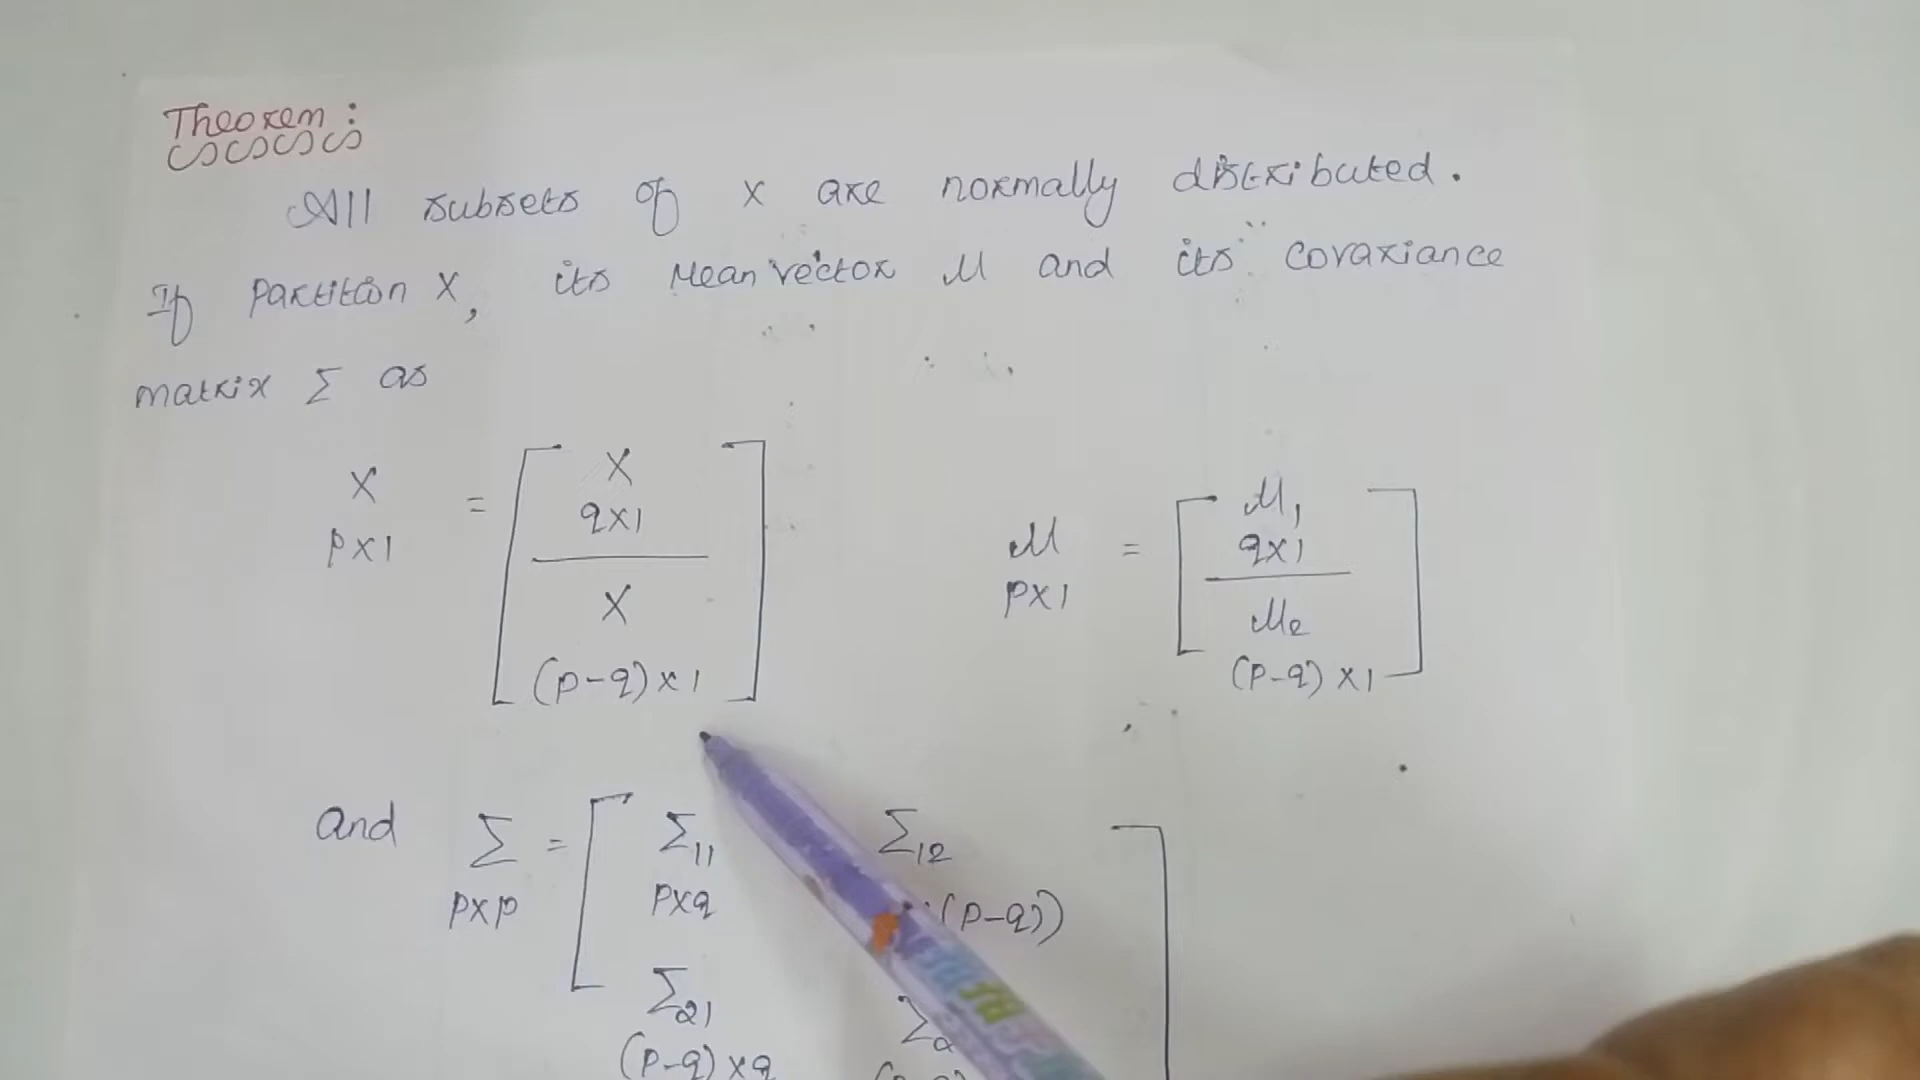 Theorem:
All subsets of X are normally distributed.
If Partition X, its Mean vector μ and its covariance
matrix Σ as
X = [ X μ = [ μ1
p×1 q×1 p×1 q×1
X μ2
(p-q)×1 ] (p-q)×1 ]
and Σ = [ Σ11 Σ12
p×p p×q (p-q))
Σ21 Σ
(p-q)×q